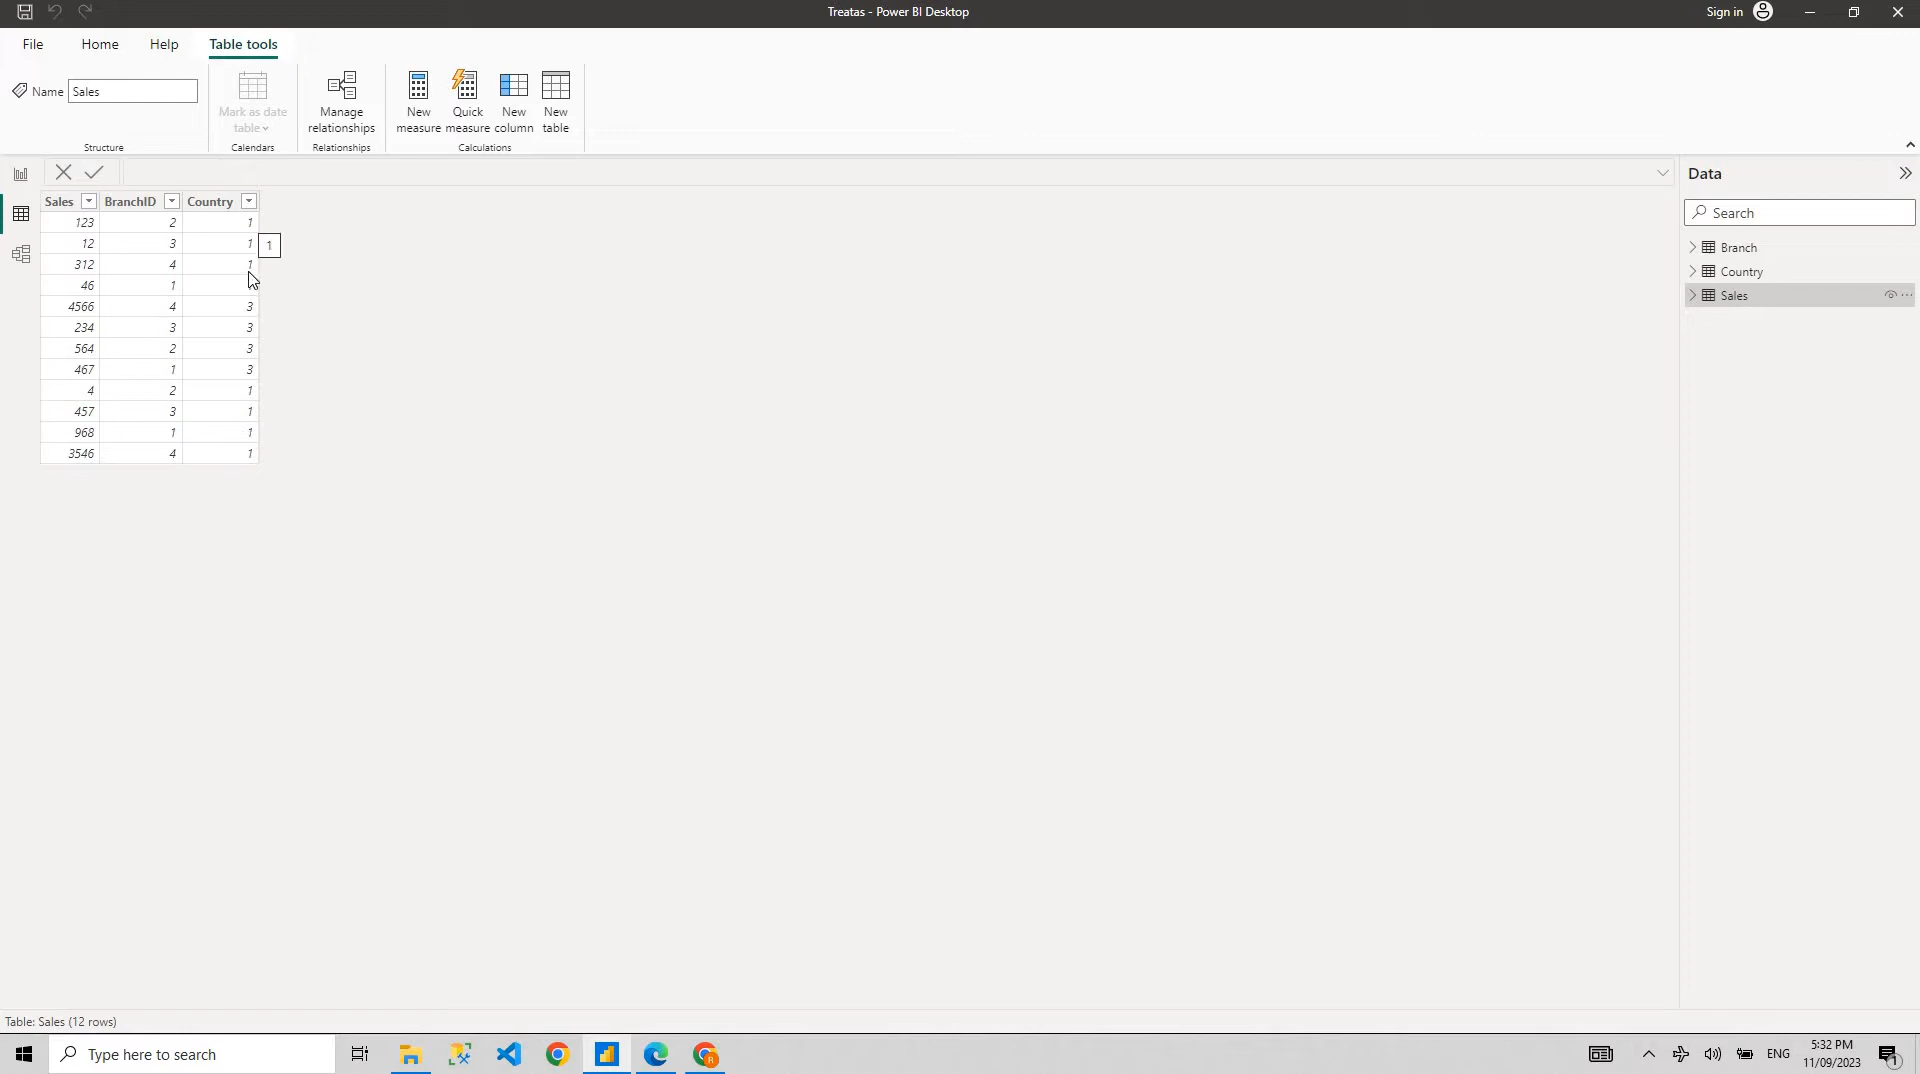 Treatas - Power BI Desktop
Sign in
File
Home
Help
Table tools
Name
Sales
Structure
Mark as date
table
Calendars
Manage
relationships
Relationships
New
measure
Quick
measure
New
column
New
table
Calculations
Sales BranchID Country
123 2 1
12 3 1
1
312 4 1
46 1
4566 4 3
234 3 3
564 2 3
467 1 3
4 2 1
457 3 1
968 1 1
3546 4 1
Data
Search
Branch
Country
Sales
Table: Sales (12 rows)
Type here to search
R
ENG
5:32 PM
11/09/2023
1